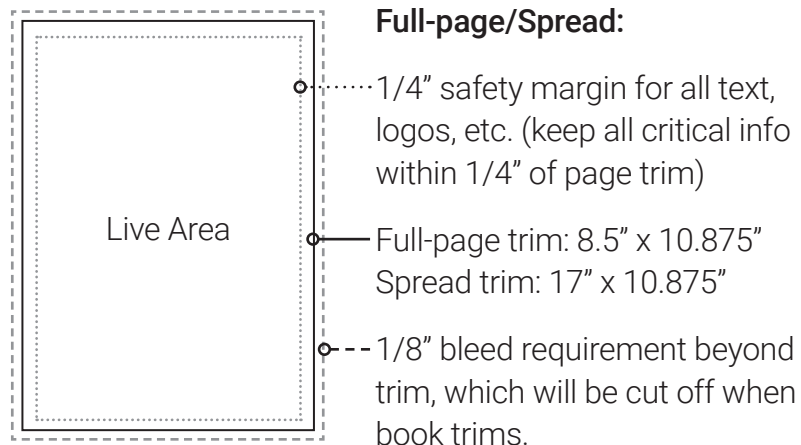 Full-page/Spread:
1/4” safety margin for all text,
logos, etc. (keep all critical info
within 1/4” of page trim)
Live Area
Full-page trim: 8.5” x 10.875”
Spread trim: 17” x 10.875”
1/8” bleed requirement beyond
trim, which will be cut off when
book trims.